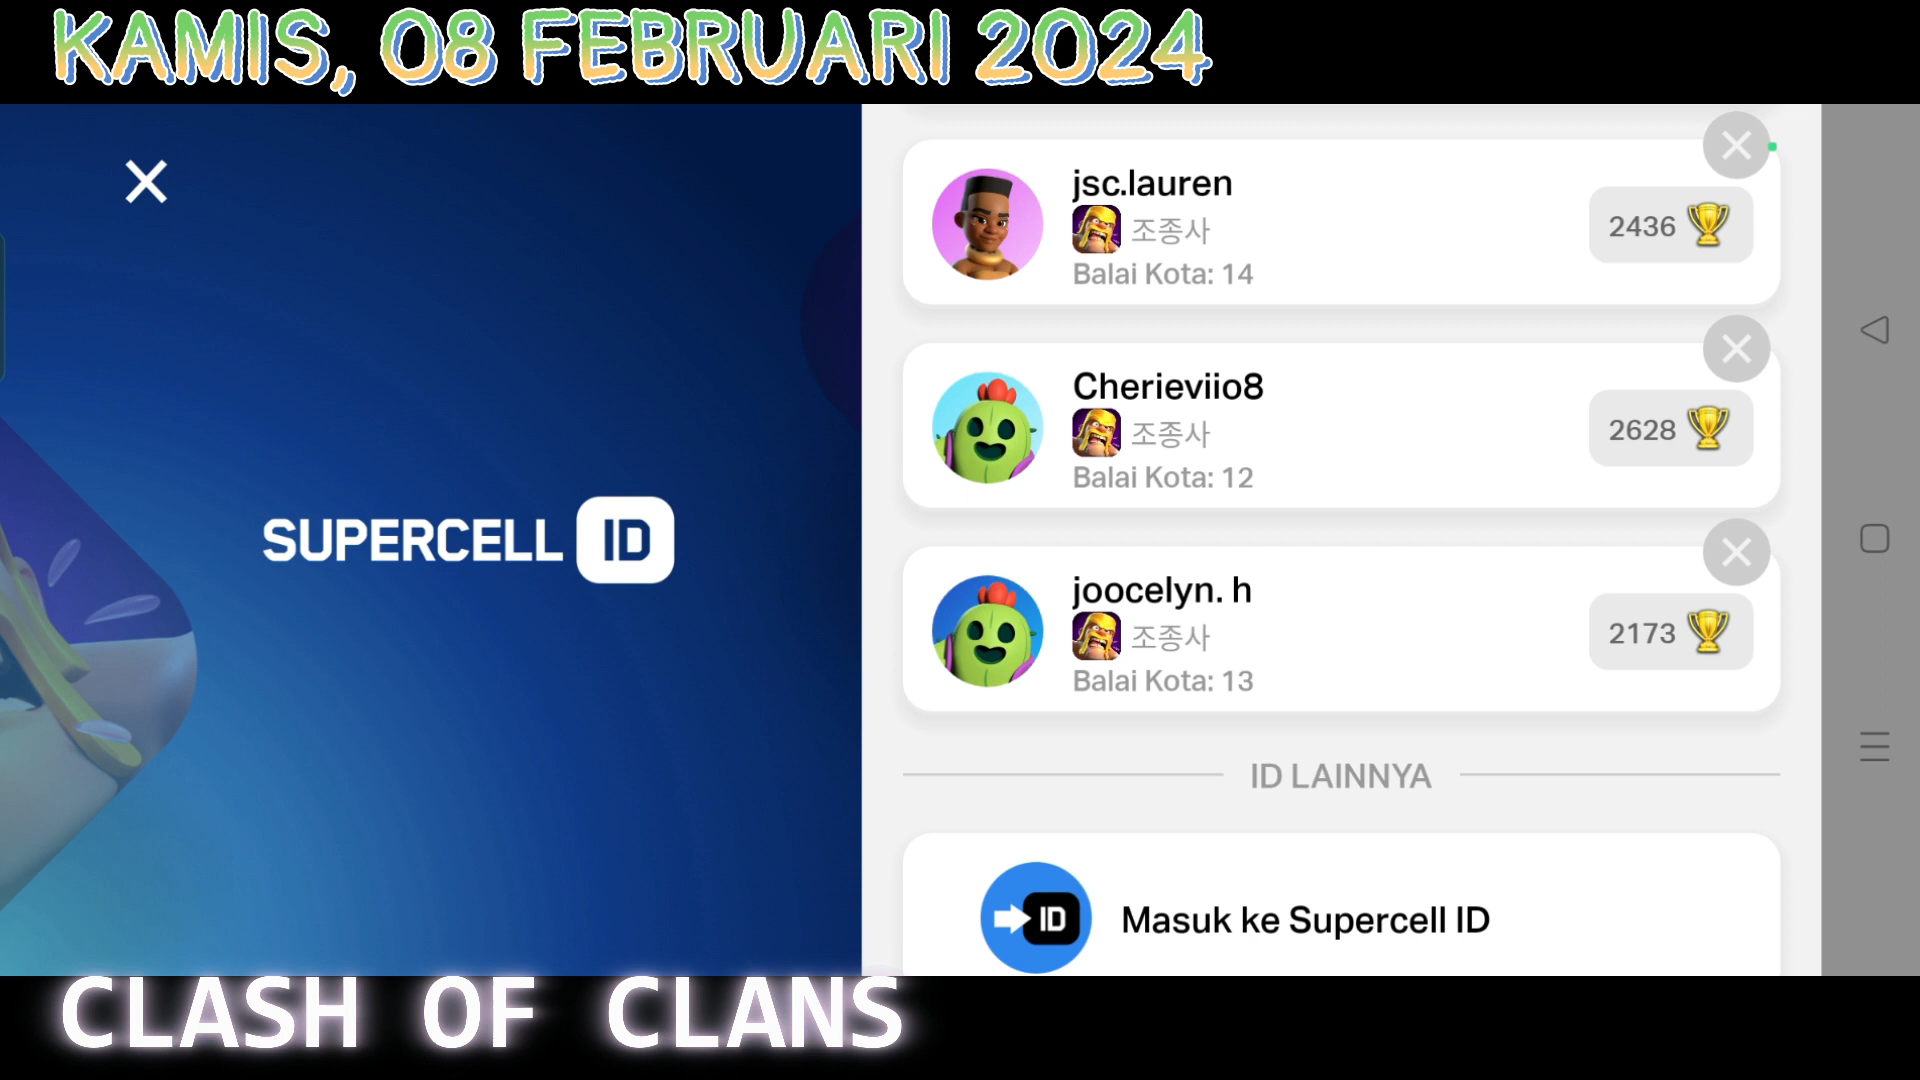 KAMIS, 08 FEBRUARI 2024
SUPERCELL ID
jsc.lauren
조종사
Balai Kota: 14
2436
Cherieviio8
조종사
Balai Kota: 12
2628
joocelyn. h
조종사
Balai Kota: 13
2173
ID LAINNYA
ID
Masuk ke Supercell ID
CLASH OF CLANS